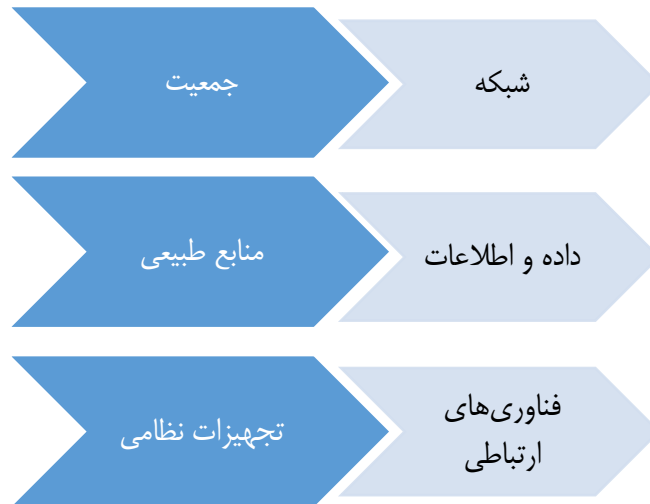 جمعیت
شبکه
منابع طبیعی
داده و اطلاعات
تجهیزات نظامی
فناوری‌های
ارتباطی